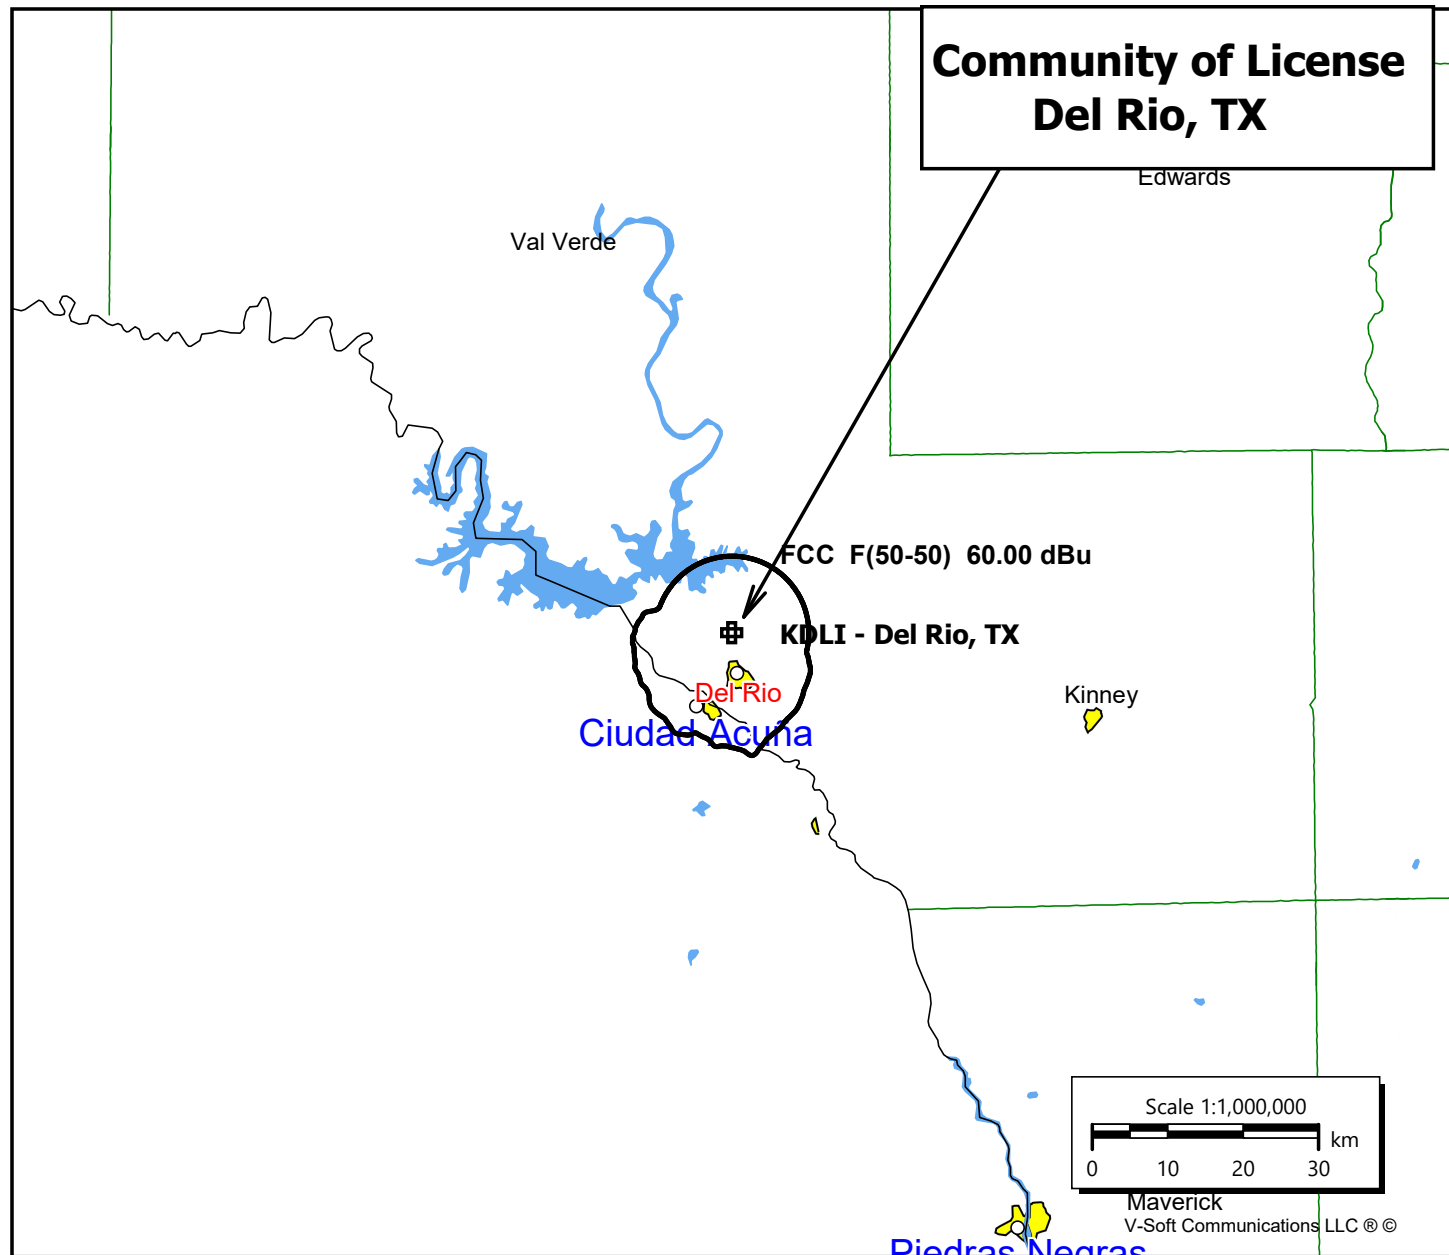 Community of License
Del Rio, TX
Edwards
Val Verde
FCC F(50-50) 60.00 dBu
KDLI - Del Rio, TX
Del Rio
Kinney
Ciudad Acuña
Scale 1:1,000,000
km
0 10 20 30
Maverick
V-Soft Communications LLC ® ©
Piedras Negras